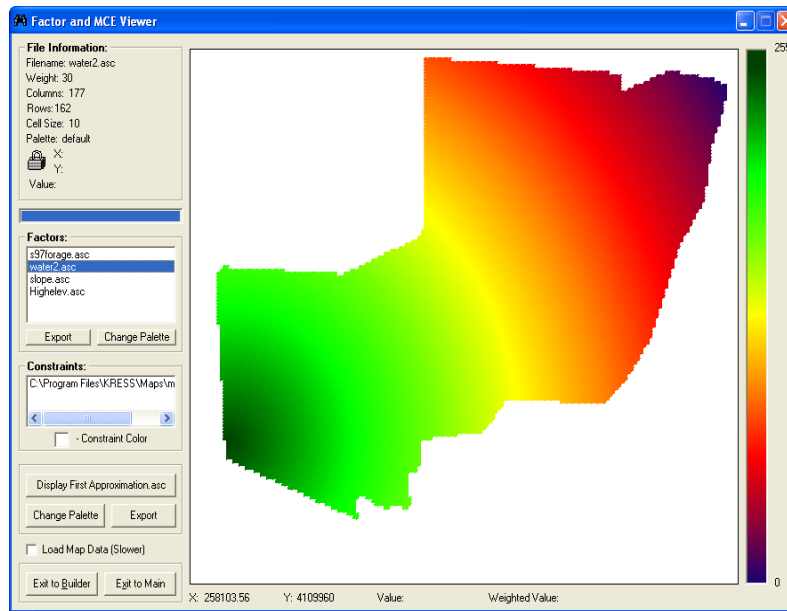 Factor and MCE Viewer
File Information:
Filename: water2.asc
Weight: 30
Columns: 177
Rows:162
Cell Size: 10
Palette: default
X:
Y:
Value:
Factors:
s97forage.asc
water2.asc
slope.asc
Highelev.asc
Export
Change Palette
Constraints:
C:\Program Files\KRESS\Maps\m
- Constraint Color
Display First Approximation.asc
Change Palette
Export
Load Map Data (Slower)
Exit to Builder
Exit to Main
255
0
X: 258103.56 Y: 4109960 Value: Weighted Value: